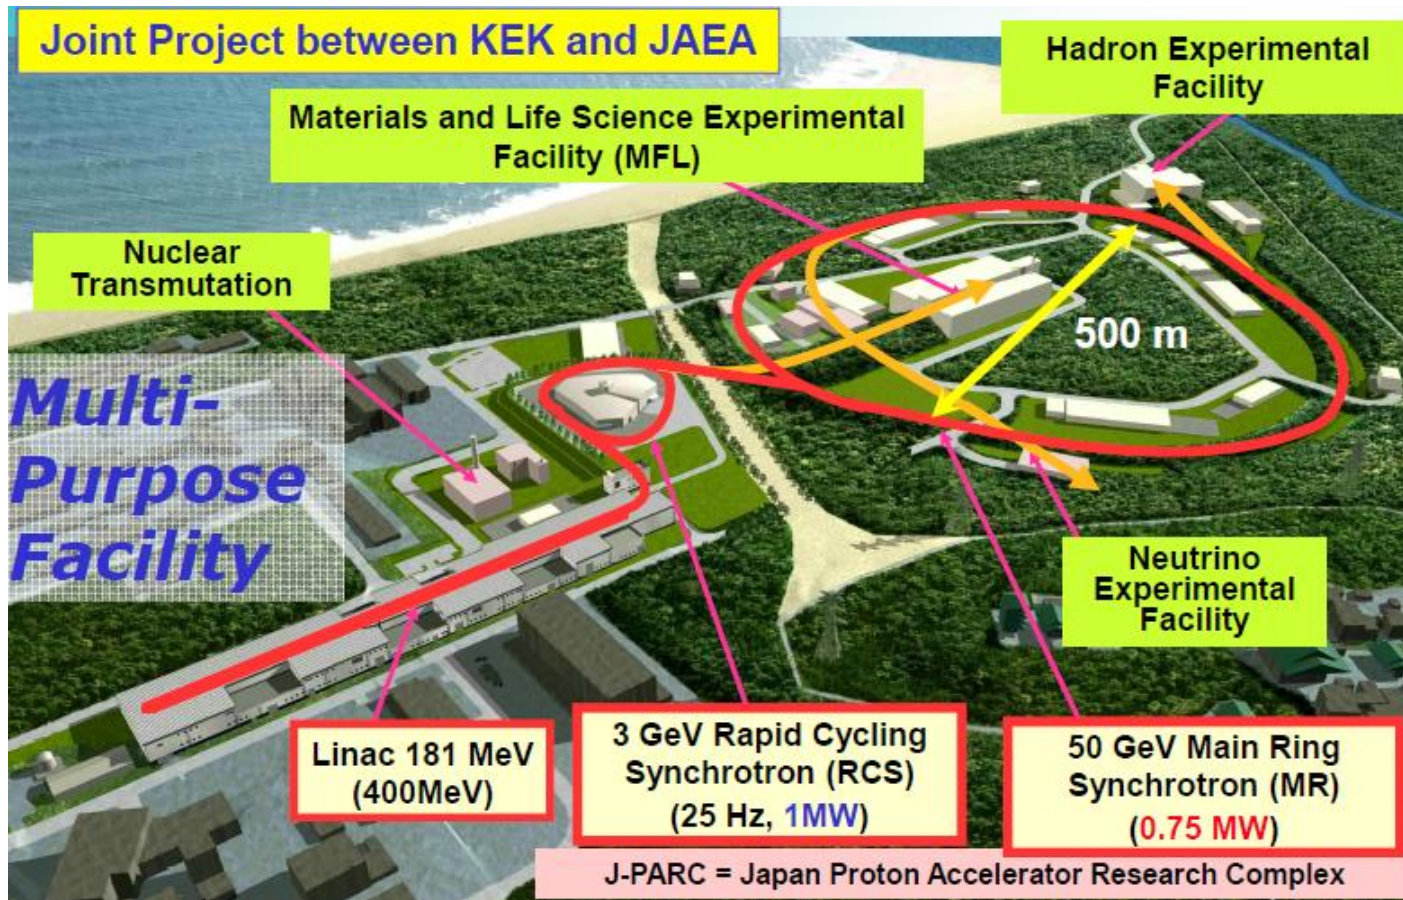 Joint Project between KEK and JAEA
Hadron Experimental
Facility
Materials and Life Science Experimental
Facility (MFL)
Nuclear
Transmutation
500 m
Multi-
Purpose
Facility
Neutrino
Experimental
Facility
Linac 181 MeV
(400MeV)
3 GeV Rapid Cycling
Synchrotron (RCS)
(25 Hz, 1MW)
50 GeV Main Ring
Synchrotron (MR)
(0.75 MW)
J-PARC = Japan Proton Accelerator Research Complex